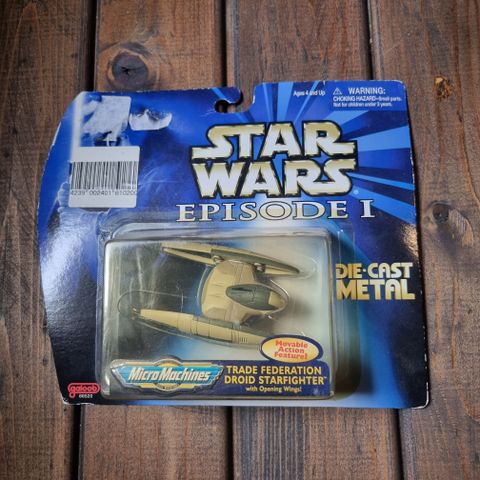 Ages 4 and Up
WARNING:
CHOKING HAZARD-Small parts.
Not for children under 3 years.
STAR
WARS
EPISODE I
DIE-CAST
METAL
Movable
Action
Feature!
galoob
MicroMachines
TRADE FEDERATION
DROID STARFIGHTER™
with Opening Wings!